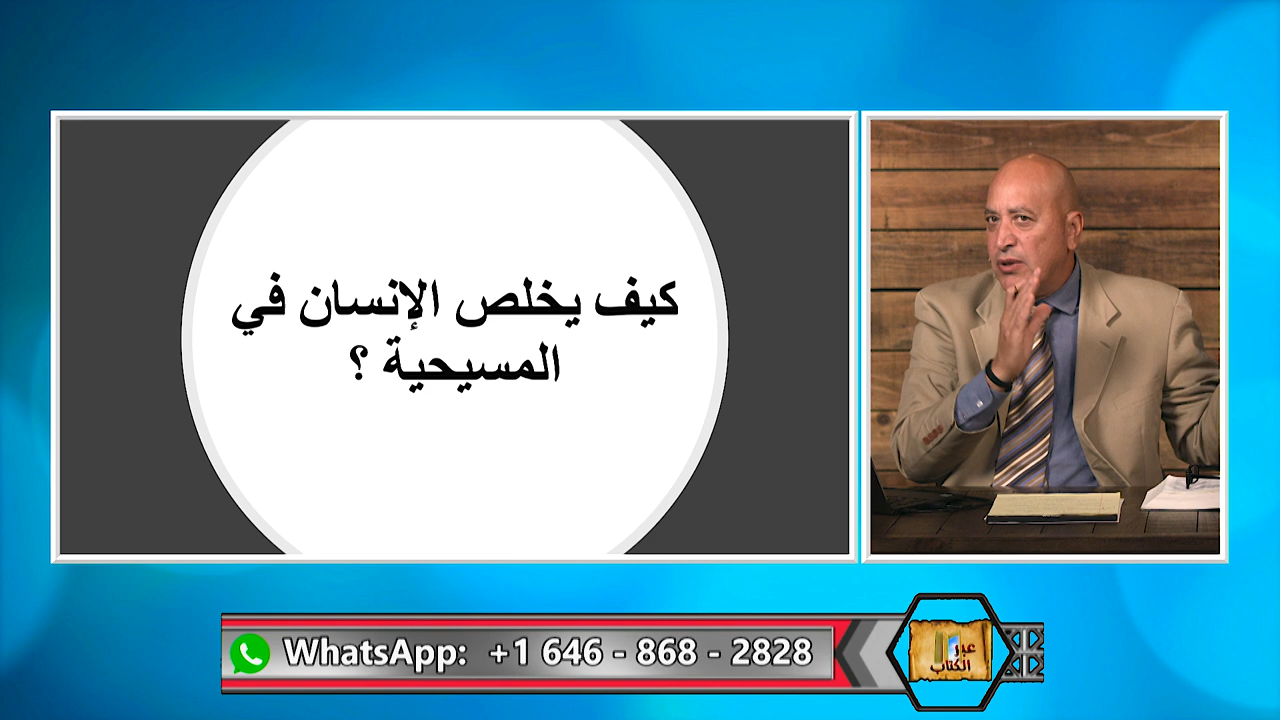 كيف يخلص الإنسان في
المسيحية ؟
WhatsApp: +1 646 - 868 - 2828
عبر
الكتاب